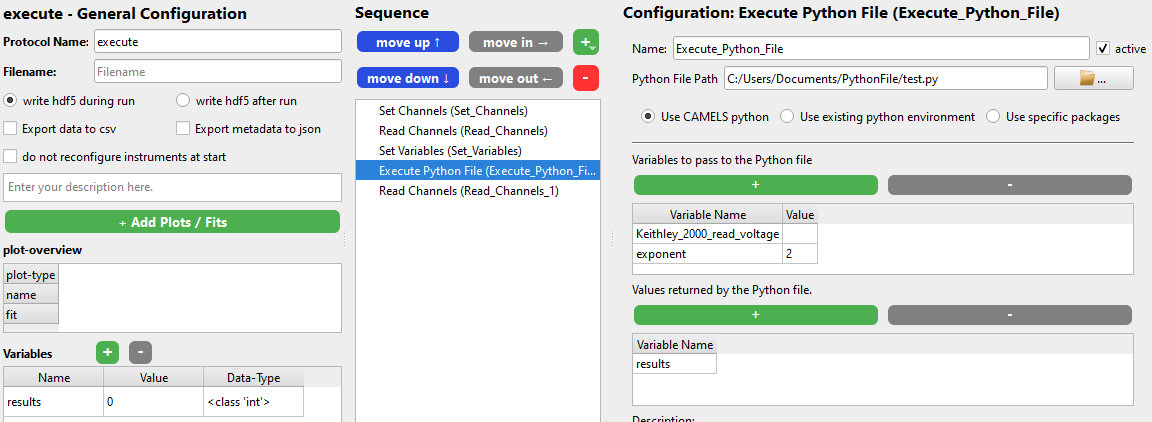 execute - General Configuration
Protocol Name: execute
Filename: Filename
write hdf5 during run
write hdf5 after run
Export data to csv
Export metadata to json
do not reconfigure instruments at start
Enter your description here.
+ Add Plots / Fits
plot-overview
plot-type
name
fit
Variables + -
Name Value Data-Type
results 0 <class 'int'>
Sequence
move up ↑ move in → +
move down ↓ move out ← -
Set Channels (Set_Channels)
Read Channels (Read_Channels)
Set Variables (Set_Variables)
Execute Python File (Execute_Python_Fi...
Read Channels (Read_Channels_1)
Configuration: Execute Python File (Execute_Python_File)
Name: Execute_Python_File active
Python File Path C:/Users/Documents/PythonFile/test.py ...
Use CAMELS python Use existing python environment Use specific packages
Variables to pass to the Python file
+ -
Variable Name Value
Keithley_2000_read_voltage
exponent 2
Values returned by the Python file.
+ -
Variable Name
results
Description: